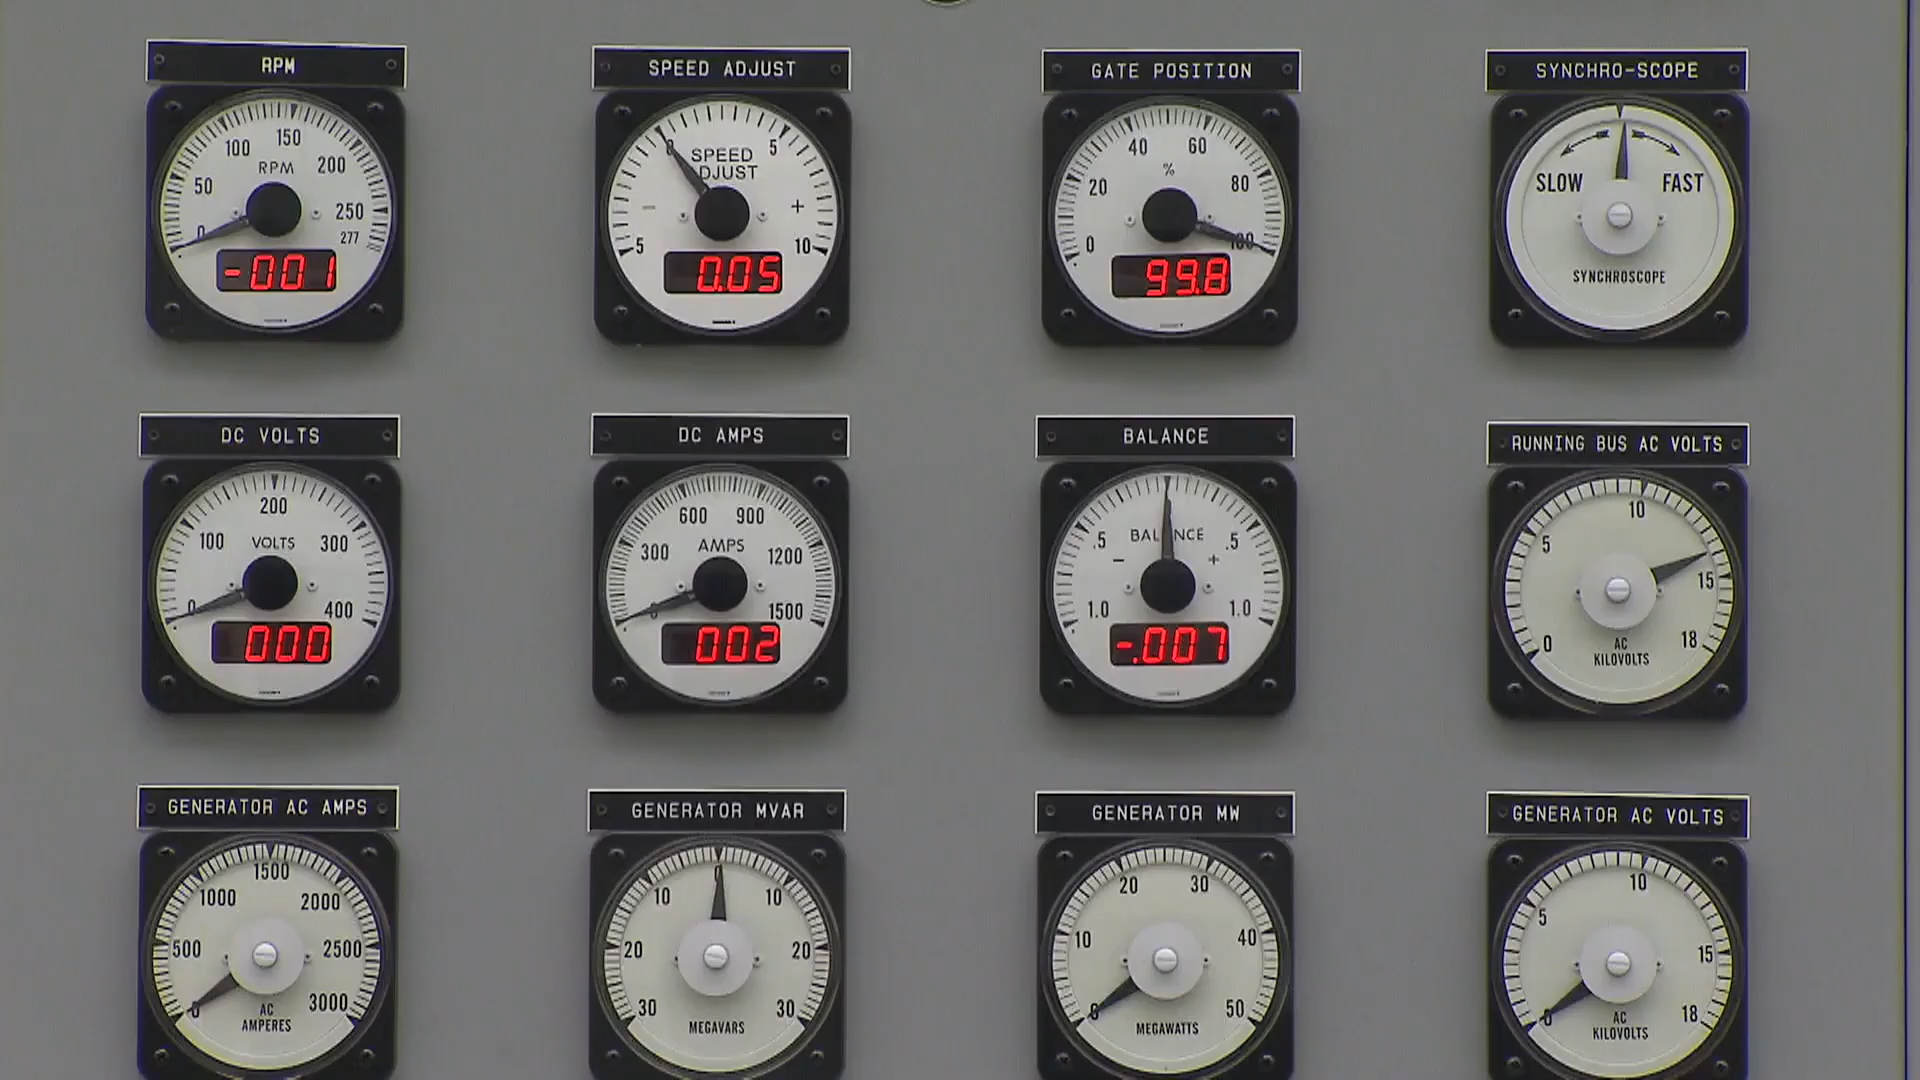 RPM
SPEED ADJUST
GATE POSITION
SYNCHRO-SCOPE
0 50 100 150 200 250 277
RPM
-001
5 0 5 10
SPEED
ADJUST
- +
0.05
0 20 40 60 80 100
%
99.8
SLOW FAST
SYNCHROSCOPE
DC VOLTS
DC AMPS
BALANCE
RUNNING BUS AC VOLTS
0 100 200 300 400
VOLTS
000
0 300 600 900 1200 1500
AMPS
002
1.0 .5 .5 1.0
BALANCE
- +
-.007
0 5 10 15 18
AC
KILOVOLTS
GENERATOR AC AMPS
GENERATOR MVAR
GENERATOR MW
GENERATOR AC VOLTS
0 500 1000 1500 2000 2500 3000
AC
AMPERES
30 20 10 0 10 20 30
MEGAVARS
0 10 20 30 40 50
MEGAWATTS
0 5 10 15 18
AC
KILOVOLTS